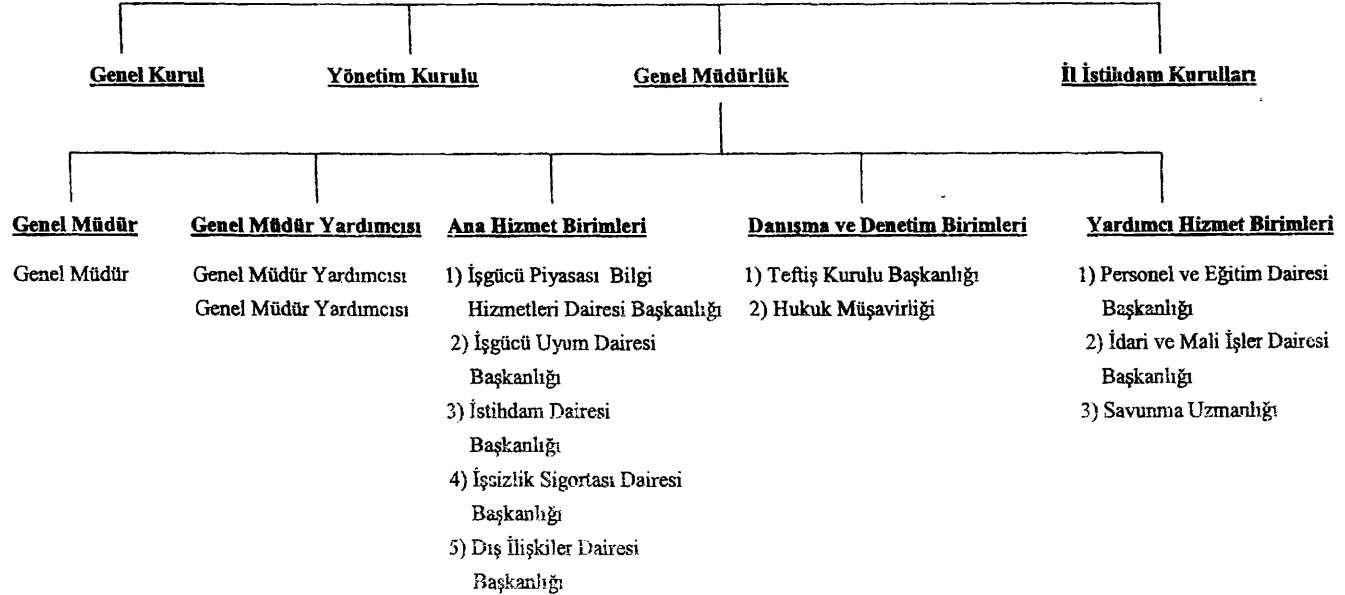 Genel Kurul
Yönetim Kurulu
Genel Müdürlük
İl İstihdam Kurulları
Genel Müdür
Genel Müdür
Genel Müdür Yardımcısı
Genel Müdür Yardımcısı
Genel Müdür Yardımcısı
Ana Hizmet Birimleri
1) İşgücü Piyasası Bilgi
Hizmetleri Dairesi Başkanlığı
2) İşgücü Uyum Dairesi
Başkanlığı
3) İstihdam Dairesi
Başkanlığı
4) İşsizlik Sigortası Dairesi
Başkanlığı
5) Dış İlişkiler Dairesi
Başkanlığı
Danışma ve Denetim Birimleri
1) Teftiş Kurulu Başkanlığı
2) Hukuk Müşavirliği
Yardımcı Hizmet Birimleri
1) Personel ve Eğitim Dairesi
Başkanlığı
2) İdari ve Mali İşler Dairesi
Başkanlığı
3) Savunma Uzmanlığı